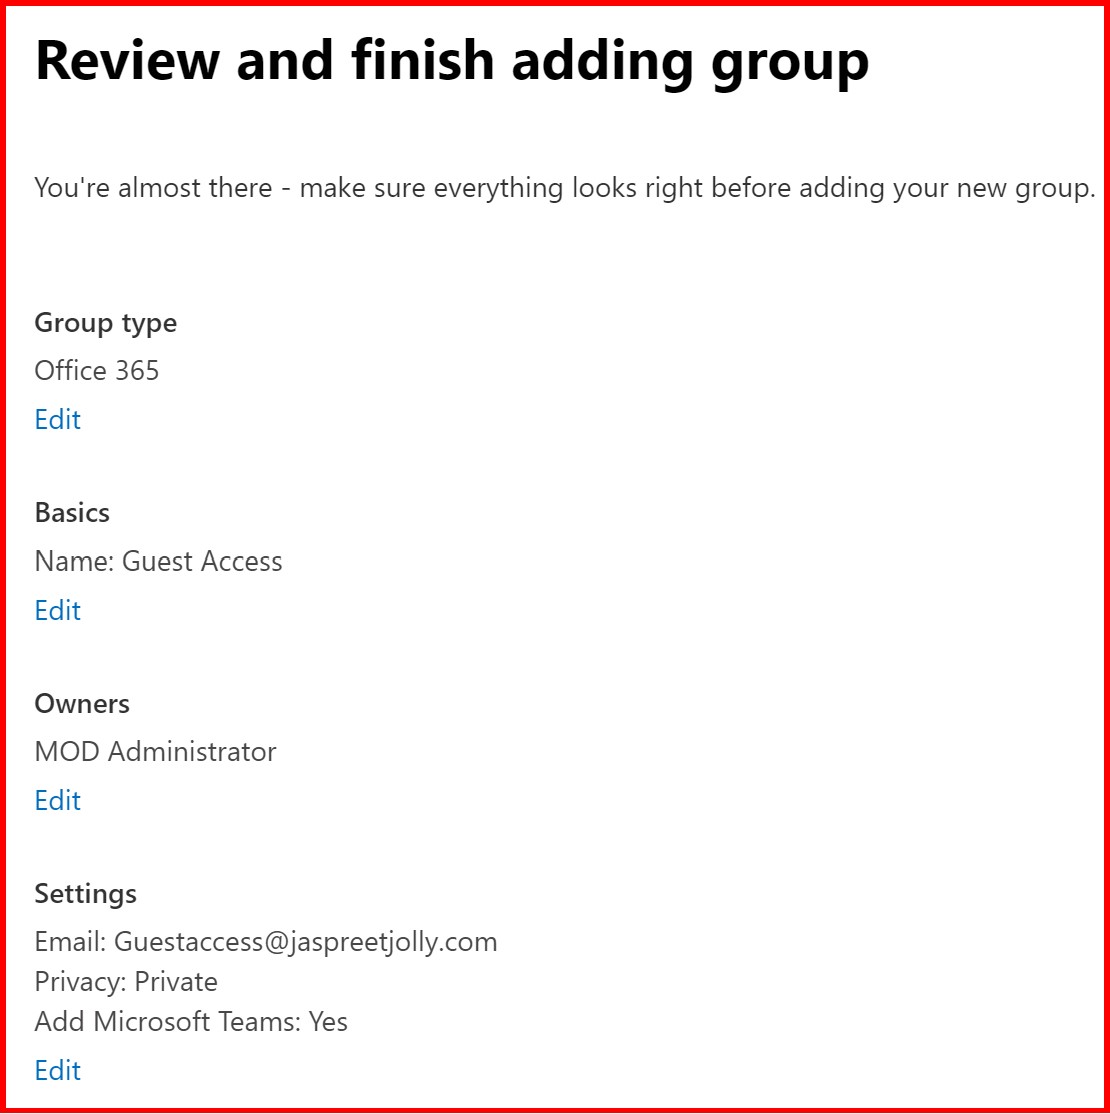 Review and finish adding group
You're almost there - make sure everything looks right before adding your new group.
Group type
Office 365
Edit
Basics
Name: Guest Access
Edit
Owners
MOD Administrator
Edit
Settings
Email: Guestaccess@jaspreetjolly.com
Privacy: Private
Add Microsoft Teams: Yes
Edit